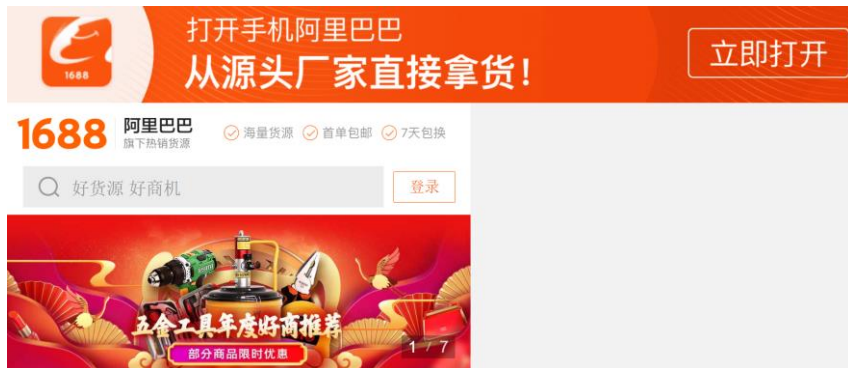 打开手机阿里巴巴
从源头厂家直接拿货!
立即打开
1688
1688
阿里巴巴
旗下热销货源
海量货源 首单包邮 7天包换
好货源 好商机
登录
五金工具年度好商推荐
部分商品限时优惠
1 / 7